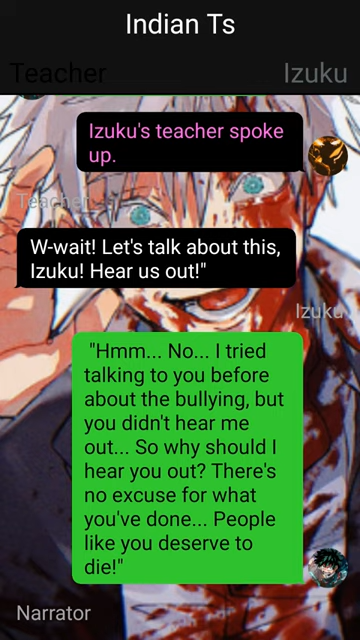 Indian Ts
Teacher
Izuku
Izuku's teacher spoke
up.
Teacher
W-wait! Let's talk about this,
Izuku! Hear us out!"
Izuku
"Hmm... No... I tried
talking to you before
about the bullying, but
you didn't hear me
out... So why should I
hear you out? There's
no excuse for what
you've done... People
like you deserve to
die!"
Narrator